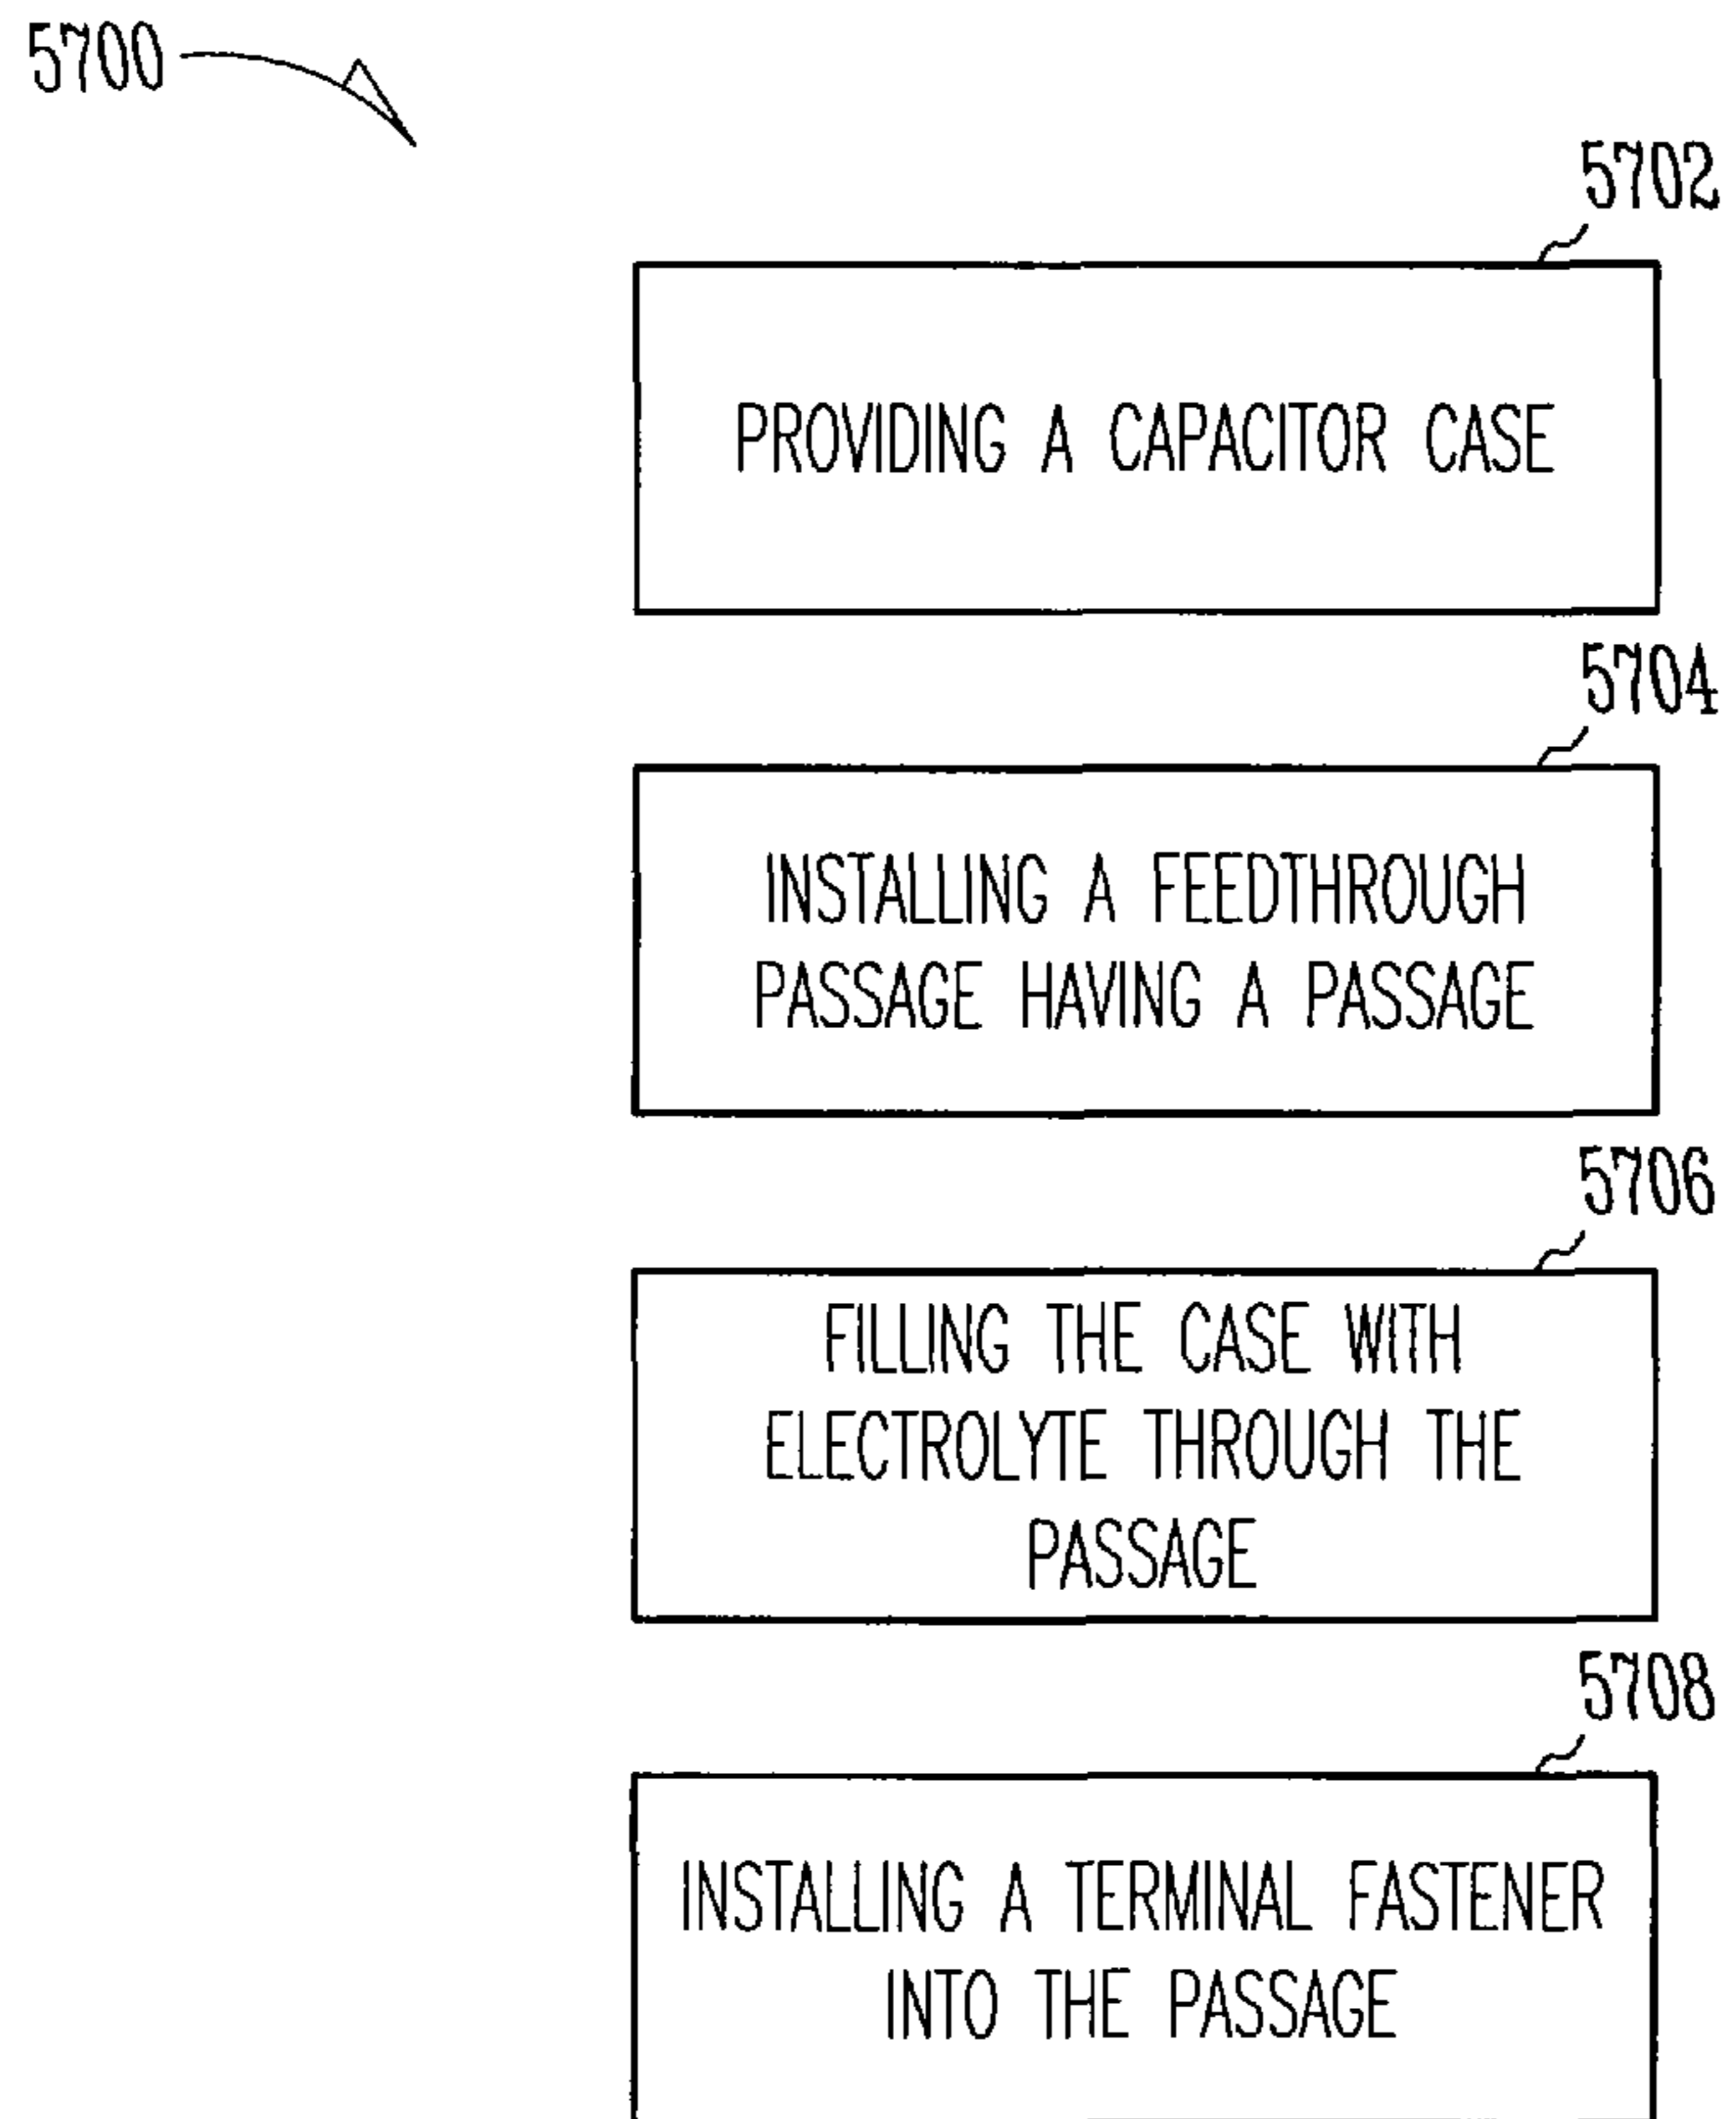 5700
5702
PROVIDING A CAPACITOR CASE
5704
INSTALLING A FEEDTHROUGH
PASSAGE HAVING A PASSAGE
5706
FILLING THE CASE WITH
ELECTROLYTE THROUGH THE
PASSAGE
5708
INSTALLING A TERMINAL FASTENER
INTO THE PASSAGE